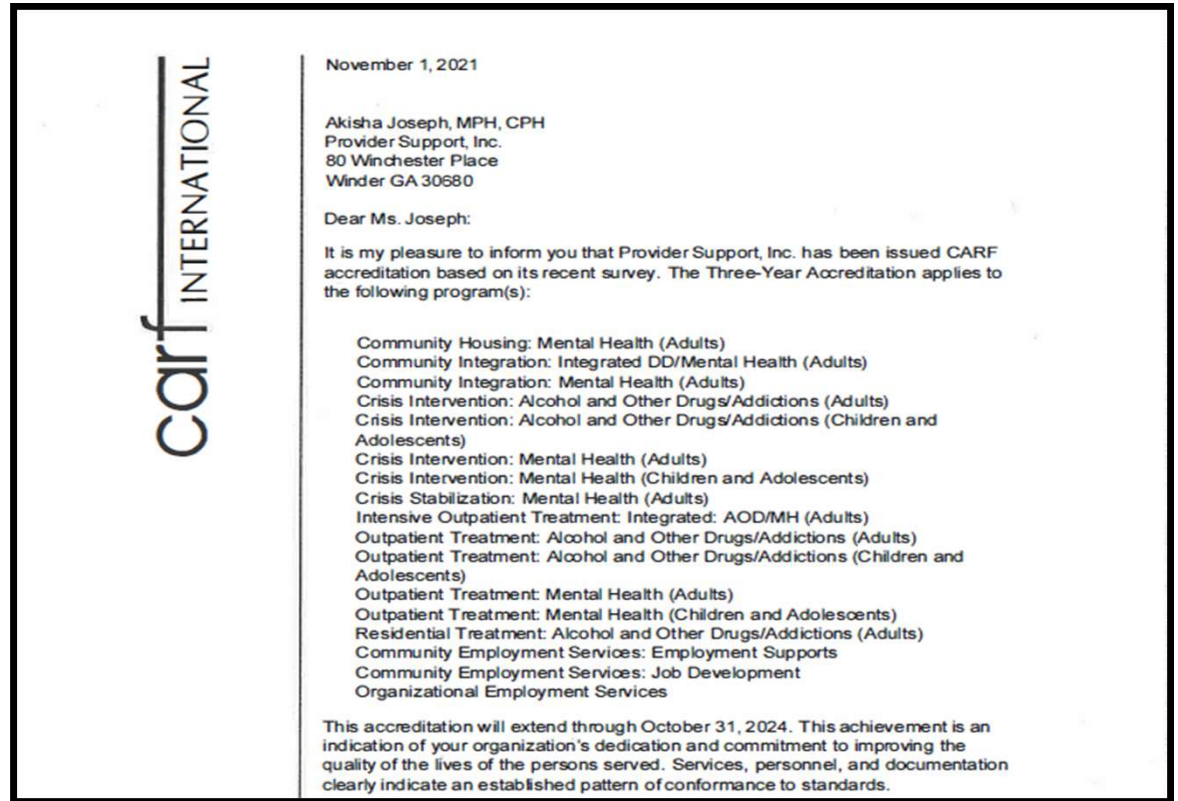 carf INTERNATIONAL
November 1, 2021
Akisha Joseph, MPH, CPH
Provider Support, Inc.
80 Winchester Place
Winder GA 30680
Dear Ms. Joseph:
It is my pleasure to inform you that Provider Support, Inc. has been issued CARF
accreditation based on its recent survey. The Three-Year Accreditation applies to
the following program(s):
Community Housing: Mental Health (Adults)
Community Integration: Integrated DD/Mental Health (Adults)
Community Integration: Mental Health (Adults)
Crisis Intervention: Alcohol and Other Drugs/Addictions (Adults)
Crisis Intervention: Alcohol and Other Drugs/Addictions (Children and
Adolescents)
Crisis Intervention: Mental Health (Adults)
Crisis Intervention: Mental Health (Children and Adolescents)
Crisis Stabilization: Mental Health (Adults)
Intensive Outpatient Treatment: Integrated: AOD/MH (Adults)
Outpatient Treatment: Alcohol and Other Drugs/Addictions (Adults)
Outpatient Treatment: Alcohol and Other Drugs/Addictions (Children and
Adolescents)
Outpatient Treatment: Mental Health (Adults)
Outpatient Treatment: Mental Health (Children and Adolescents)
Residential Treatment: Alcohol and Other Drugs/Addictions (Adults)
Community Employment Services: Employment Supports
Community Employment Services: Job Development
Organizational Employment Services
This accreditation will extend through October 31, 2024. This achievement is an
indication of your organization's dedication and commitment to improving the
quality of the lives of the persons served. Services, personnel, and documentation
clearly indicate an established pattern of conformance to standards.